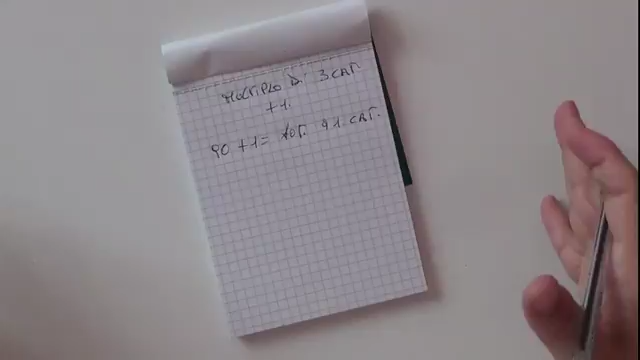 MULTIPLO DI 3 CAT.
+1.
90 +1= TOT. 91 CAT.